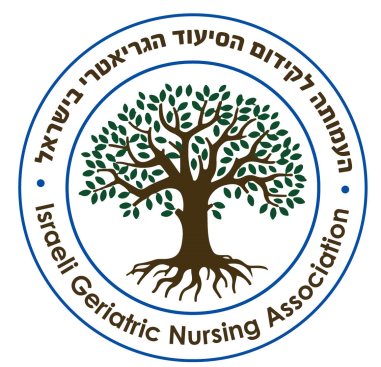 העמותה לקידום הסיעוד הגריאטרי בישראל
Israeli Geriatric Nursing Association